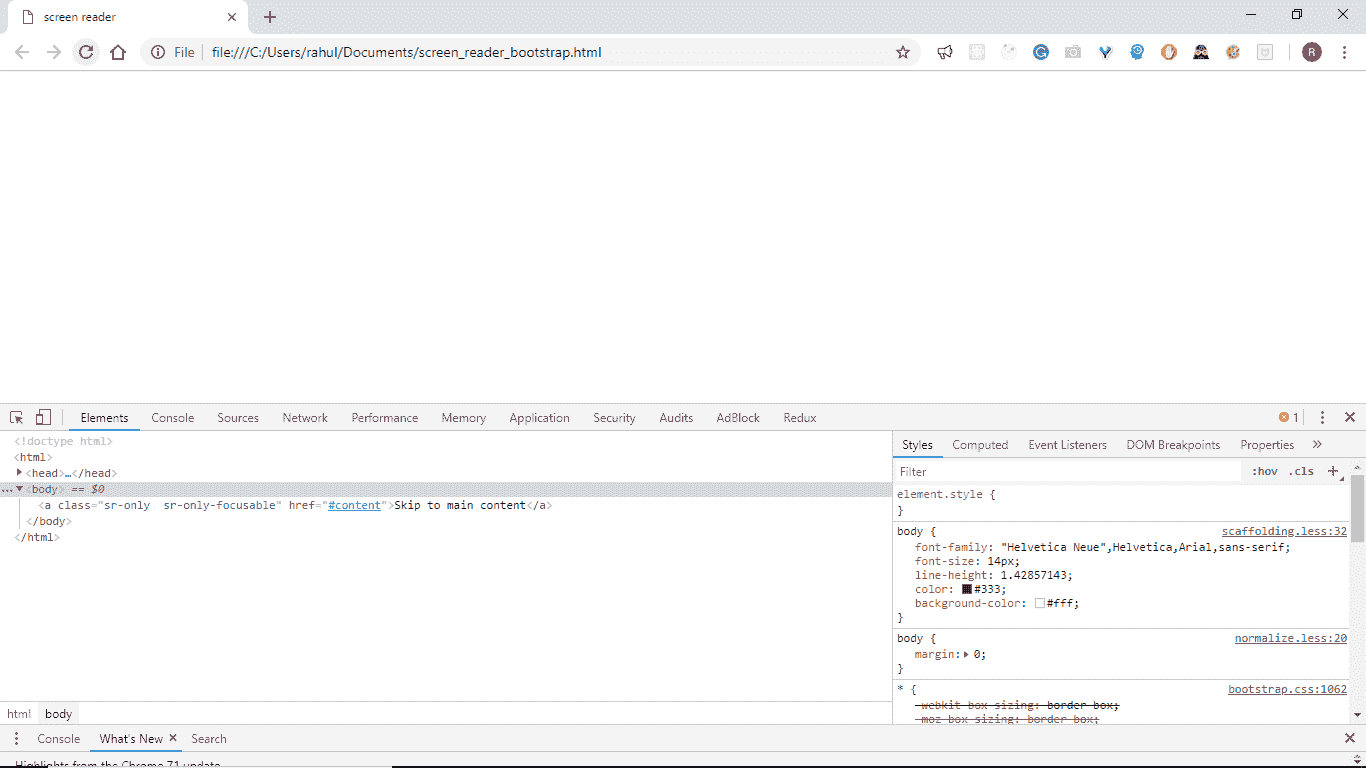 screen reader
File file:///C:/Users/rahul/Documents/screen_reader_bootstrap.html
R
Elements Console Sources Network Performance Memory Application Security Audits AdBlock Redux 1
<!doctype html>
<html>
<head>…</head>
<body> == $0
<a class="sr-only  sr-only-focusable" href="#content">Skip to main content</a>
</body>
</html>
html body
Styles Computed Event Listeners DOM Breakpoints Properties »
Filter :hov .cls +
element.style {
}
body { scaffolding.less:32
font-family: "Helvetica Neue",Helvetica,Arial,sans-serif;
font-size: 14px;
line-height: 1.42857143;
color: #333;
background-color: #fff;
}
body { normalize.less:20
margin: 0;
}
* { bootstrap.css:1062
-webkit-box-sizing: border-box;
-moz-box-sizing: border-box;
Console What's New Search
Highlights from the Chrome 71 update